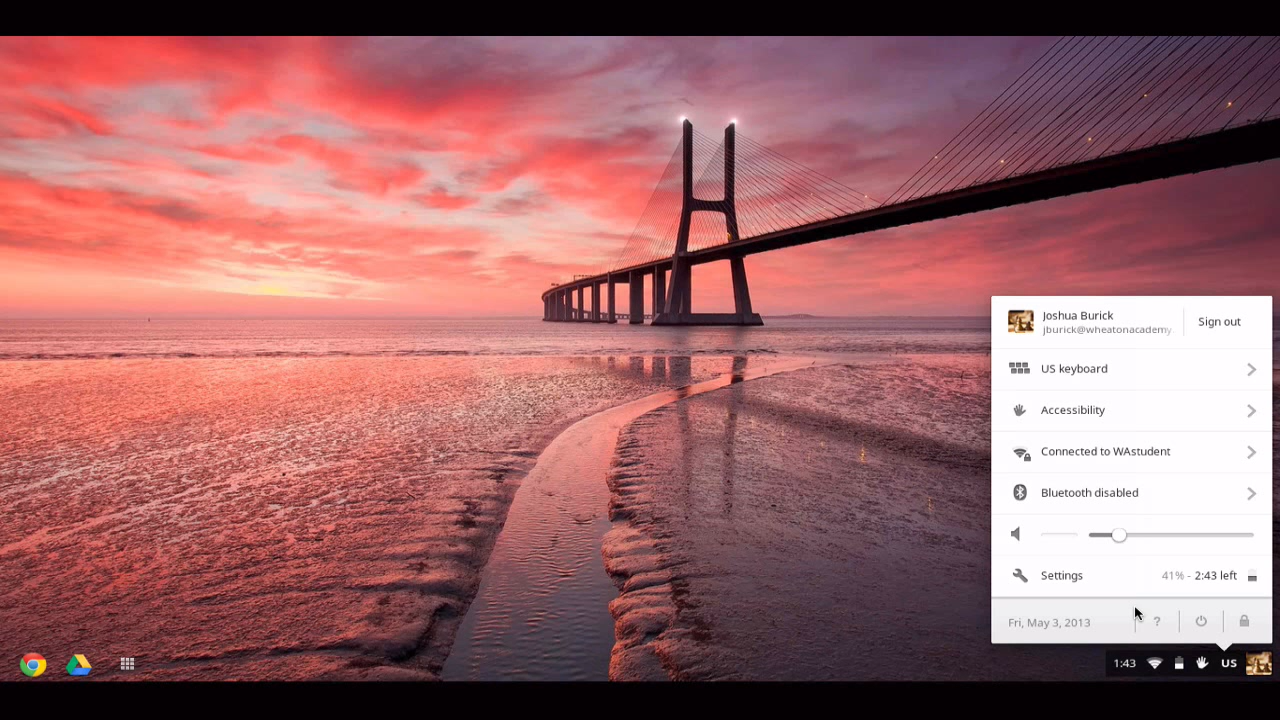 Joshua Burick
jburick@wheatonacademy
Sign out
US keyboard
Accessibility
Connected to WAstudent
Bluetooth disabled
Settings
41% - 2:43 left
Fri, May 3, 2013
?
1:43
US